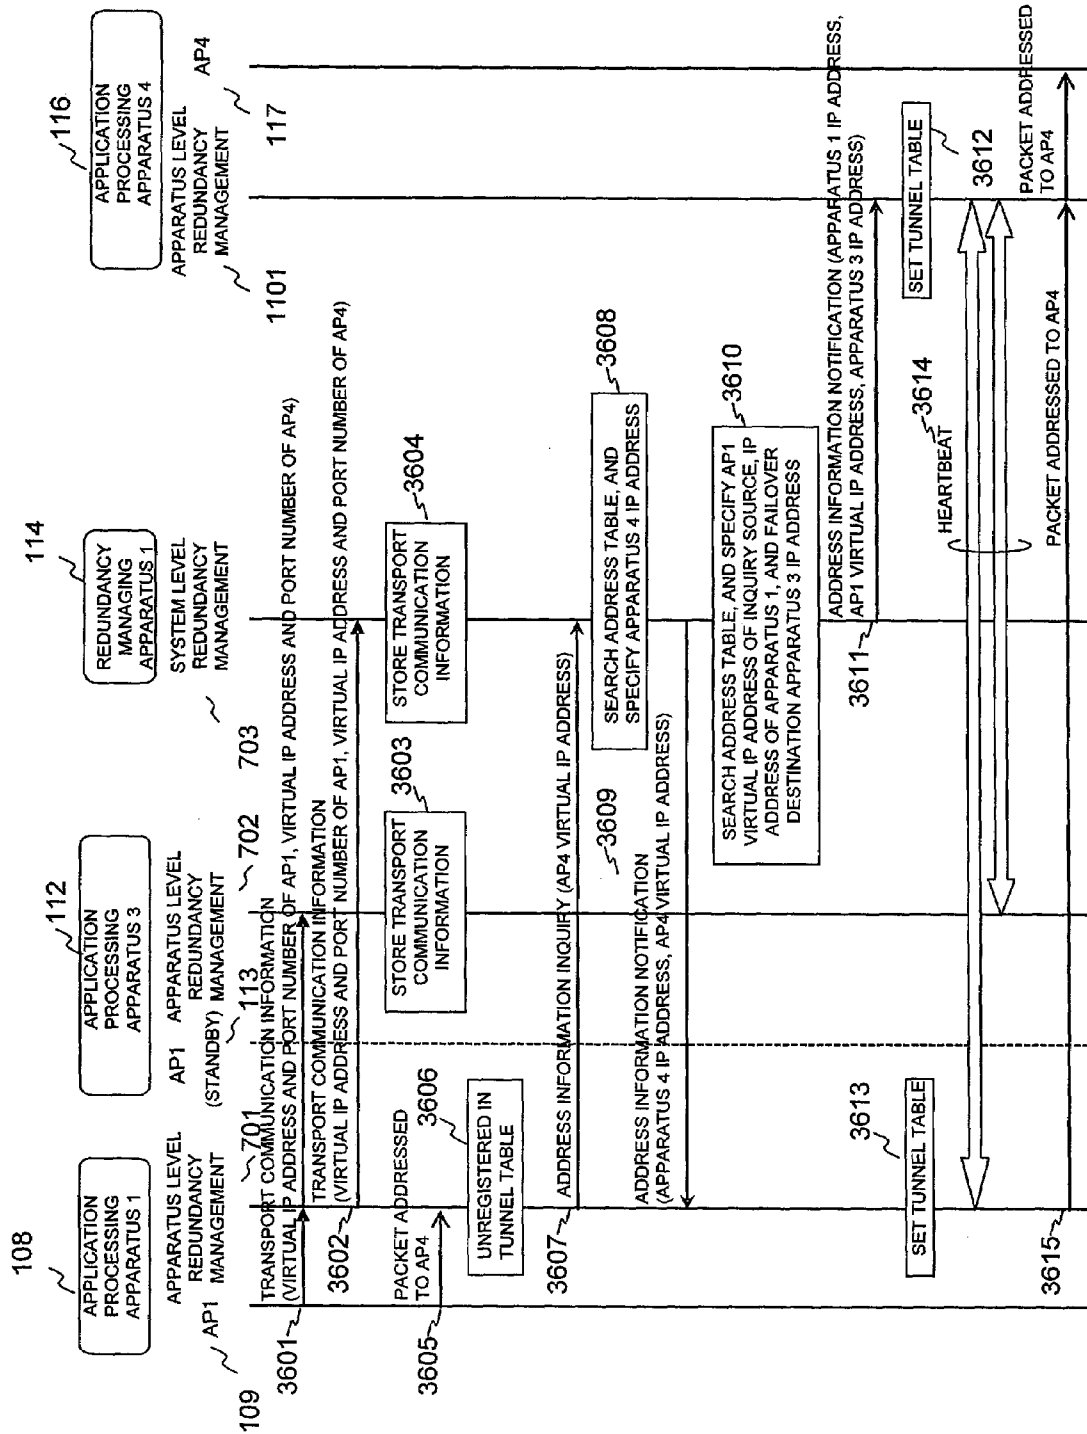 108
APPLICATION
PROCESSING
APPARATUS 1
112
APPLICATION
PROCESSING
APPARATUS 3
114
REDUNDANCY
MANAGING
APPARATUS 1
116
APPLICATION
PROCESSING
APPARATUS 4
109
AP1
APPARATUS LEVEL
REDUNDANCY
MANAGEMENT
701
AP1
(STANDBY)
113
APPARATUS LEVEL
REDUNDANCY
MANAGEMENT
702
703
SYSTEM LEVEL
REDUNDANCY
MANAGEMENT
1101
APPARATUS LEVEL
REDUNDANCY
MANAGEMENT
117
AP4
3601
TRANSPORT COMMUNICATION INFORMATION
(VIRTUAL IP ADDRESS AND PORT NUMBER OF AP1, VIRTUAL IP ADDRESS AND PORT NUMBER OF AP4)
3602
TRANSPORT COMMUNICATION INFORMATION
(VIRTUAL IP ADDRESS AND PORT NUMBER OF AP1, VIRTUAL IP ADDRESS AND PORT NUMBER OF AP4)
3603
STORE TRANSPORT
COMMUNICATION
INFORMATION
3604
STORE TRANSPORT
COMMUNICATION
INFORMATION
3605
PACKET ADDRESSED
TO AP4
3606
UNREGISTERED IN
TUNNEL TABLE
3607
ADDRESS INFORMATION INQUIRY (AP4 VIRTUAL IP ADDRESS)
3608
SEARCH ADDRESS TABLE, AND
SPECIFY APPARATUS 4 IP ADDRESS
3609
ADDRESS INFORMATION NOTIFICATION
(APPARATUS 4 IP ADDRESS, AP4 VIRTUAL IP ADDRESS)
3610
SEARCH ADDRESS TABLE, AND SPECIFY AP1
VIRTUAL IP ADDRESS OF INQUIRY SOURCE, IP
ADDRESS OF APPARATUS 1, AND FAILOVER
DESTINATION APPARATUS 3 IP ADDRESS
3611
ADDRESS INFORMATION NOTIFICATION (APPARATUS 1 IP ADDRESS,
AP1 VIRTUAL IP ADDRESS, APPARATUS 3 IP ADDRESS)
3613
SET TUNNEL TABLE
SET TUNNEL TABLE
3612
3614
HEARTBEAT
3615
PACKET ADDRESSED TO AP4
PACKET ADDRESSED
TO AP4